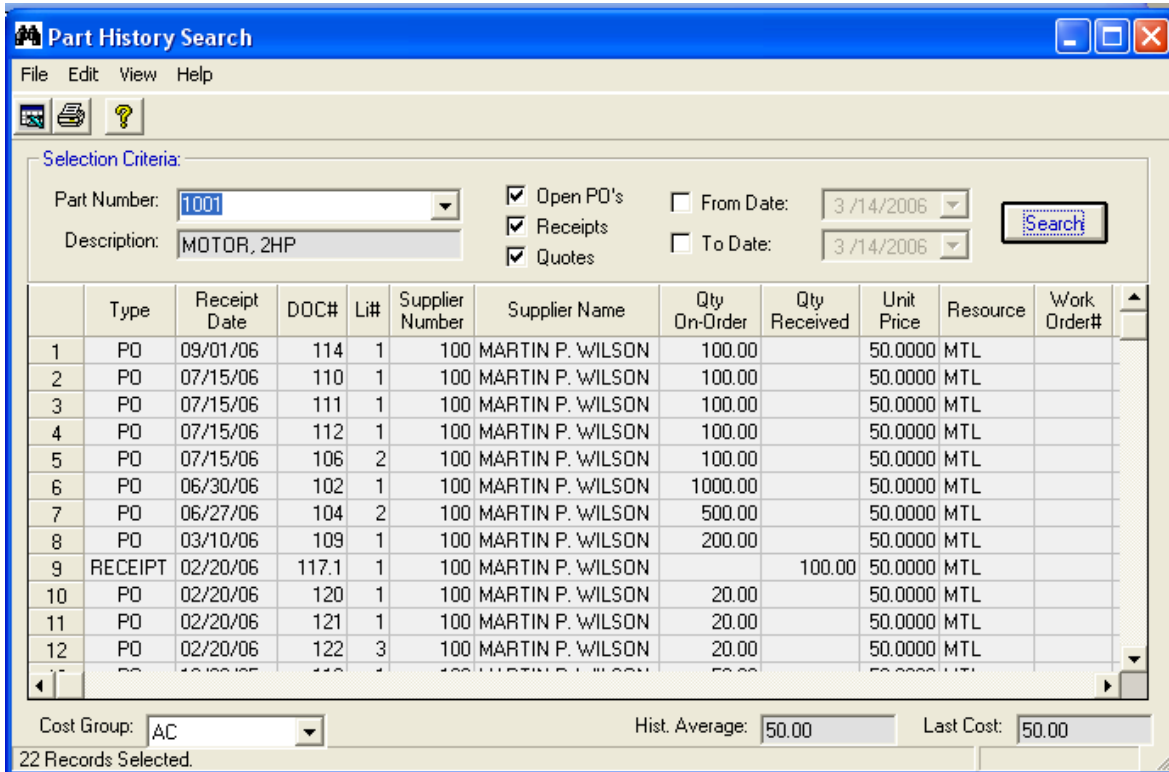 Part History Search
File Edit View Help
Selection Criteria:
Part Number: 1001
Description: MOTOR, 2HP
Open PO's
Receipts
Quotes
From Date: 3/14/2006
To Date: 3/14/2006
Search
Type Receipt Date DOC# Li# Supplier Number Supplier Name Qty On-Order Qty Received Unit Price Resource Work Order#
1 PO 09/01/06 114 1 100 MARTIN P. WILSON 100.00 50.0000 MTL
2 PO 07/15/06 110 1 100 MARTIN P. WILSON 100.00 50.0000 MTL
3 PO 07/15/06 111 1 100 MARTIN P. WILSON 100.00 50.0000 MTL
4 PO 07/15/06 112 1 100 MARTIN P. WILSON 100.00 50.0000 MTL
5 PO 07/15/06 106 2 100 MARTIN P. WILSON 100.00 50.0000 MTL
6 PO 06/30/06 102 1 100 MARTIN P. WILSON 1000.00 50.0000 MTL
7 PO 06/27/06 104 2 100 MARTIN P. WILSON 500.00 50.0000 MTL
8 PO 03/10/06 109 1 100 MARTIN P. WILSON 200.00 50.0000 MTL
9 RECEIPT 02/20/06 117.1 1 100 MARTIN P. WILSON 100.00 50.0000 MTL
10 PO 02/20/06 120 1 100 MARTIN P. WILSON 20.00 50.0000 MTL
11 PO 02/20/06 121 1 100 MARTIN P. WILSON 20.00 50.0000 MTL
12 PO 02/20/06 122 3 100 MARTIN P. WILSON 20.00 50.0000 MTL
Cost Group: AC Hist. Average: 50.00 Last Cost: 50.00
22 Records Selected.